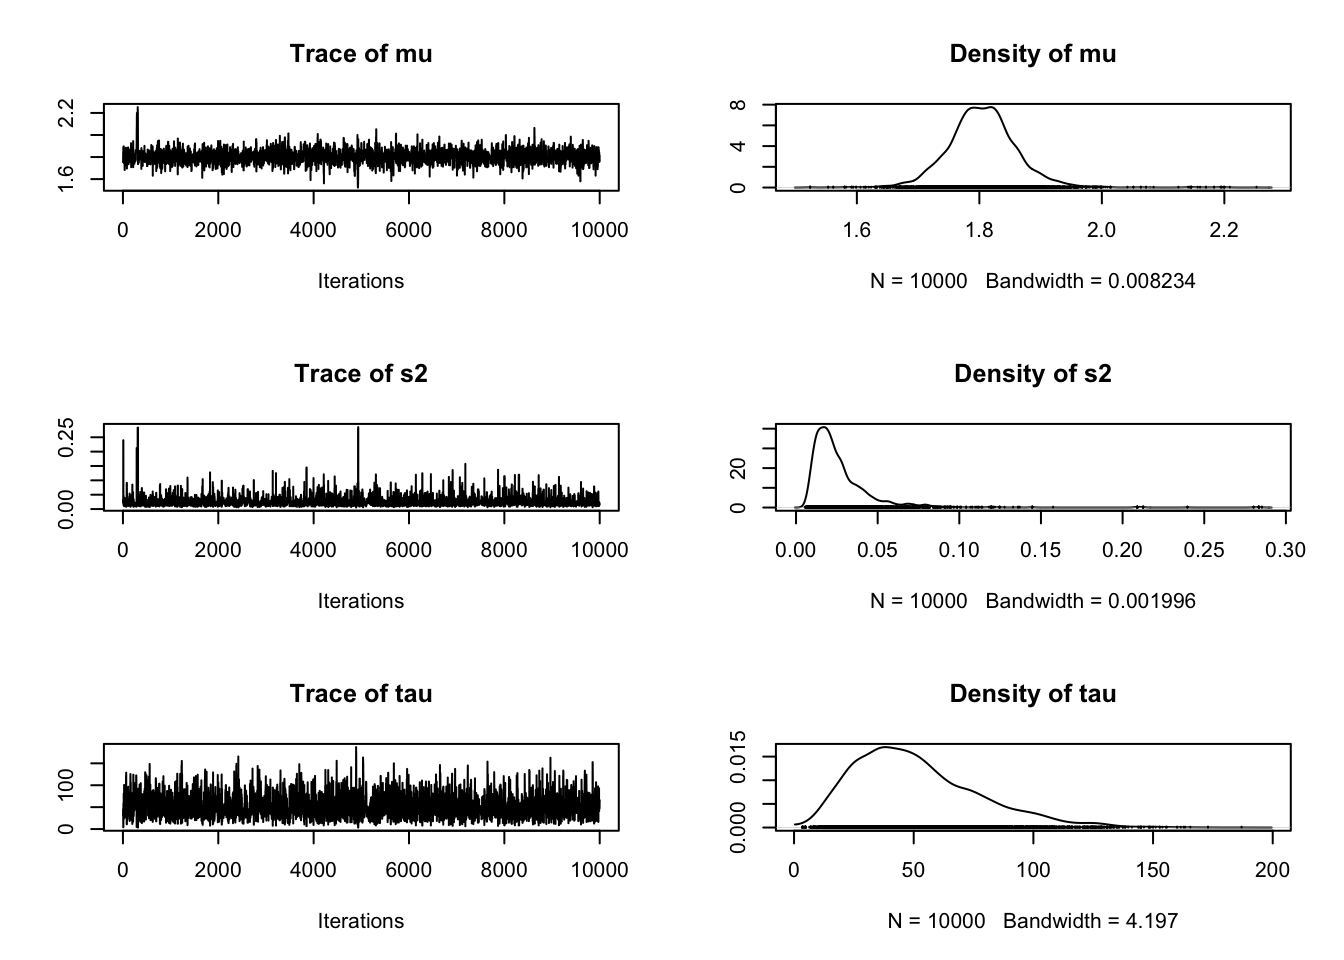 Trace of mu
2.2
1.6
0 2000 4000 6000 8000 10000
Iterations
Density of mu
8
4
0
1.6 1.8 2.0 2.2
N = 10000 Bandwidth = 0.008234
Trace of s2
0.25
0.00
0 2000 4000 6000 8000 10000
Iterations
Density of s2
20
0
0.00 0.05 0.10 0.15 0.20 0.25 0.30
N = 10000 Bandwidth = 0.001996
Trace of tau
100
0
0 2000 4000 6000 8000 10000
Iterations
Density of tau
0.015
0.000
0 50 100 150 200
N = 10000 Bandwidth = 4.197